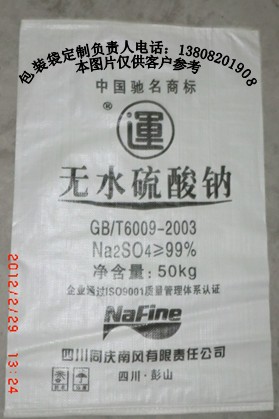 包装袋定制负责人电话：13808201908
本图片仅供客户参考
中国驰名商标
®
運
无水硫酸钠
GB/T6009-2003
Na2SO4≥99%
净含量：50kg
企业通过ISO9001质量管理体系认证
NaFine
四川同庆南风有限责任公司
四川·彭山
2012/2/29 13:24